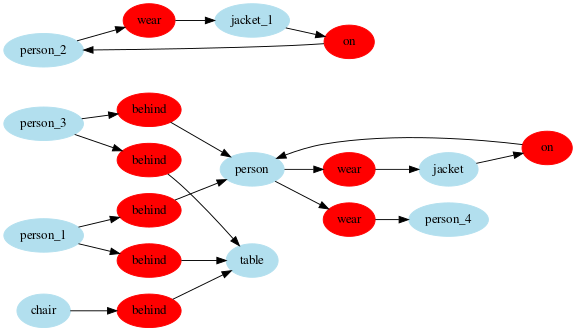 wear
jacket_1
person_2
on
person_3
behind
behind
person
wear
jacket
on
behind
person_1
wear
person_4
behind
table
chair
behind